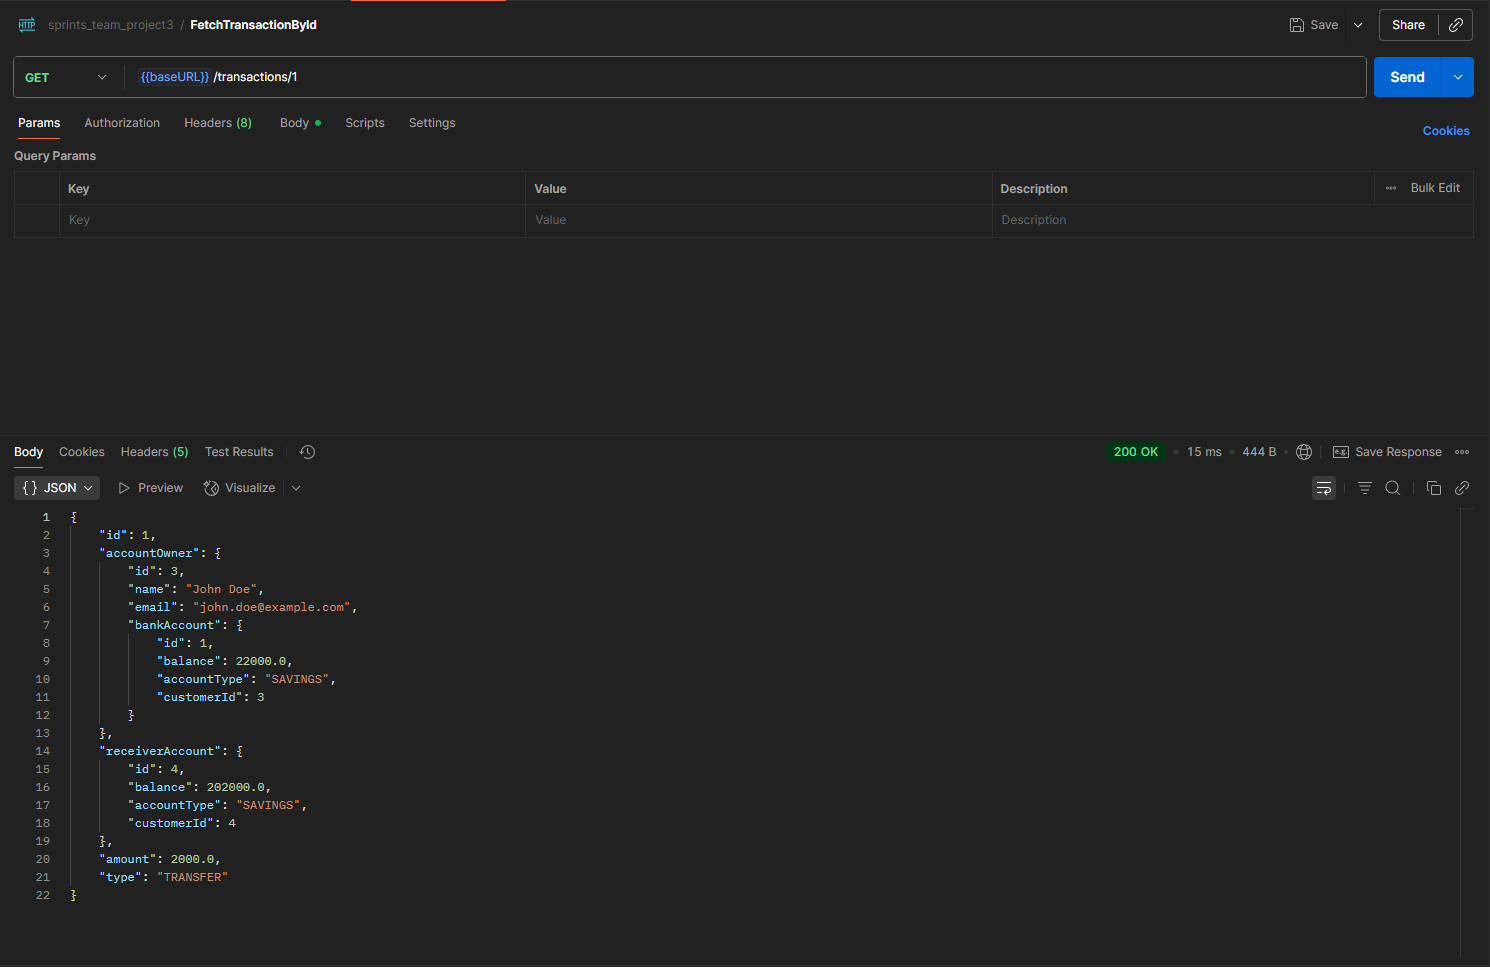 HTTP sprints_team_project3 / FetchTransactionById Save Share
GET {{baseURL}} /transactions/1 Send
Params Authorization Headers (8) Body Scripts Settings Cookies
Query Params
Key Value Description Bulk Edit
Key Value Description
Body Cookies Headers (5) Test Results 200 OK 15 ms 444 B e.g. Save Response
{} JSON Preview Visualize
1 {
2 "id": 1,
3 "accountOwner": {
4 "id": 3,
5 "name": "John Doe",
6 "email": "john.doe@example.com",
7 "bankAccount": {
8 "id": 1,
9 "balance": 22000.0,
10 "accountType": "SAVINGS",
11 "customerId": 3
12 }
13 },
14 "receiverAccount": {
15 "id": 4,
16 "balance": 202000.0,
17 "accountType": "SAVINGS",
18 "customerId": 4
19 },
20 "amount": 2000.0,
21 "type": "TRANSFER"
22 }